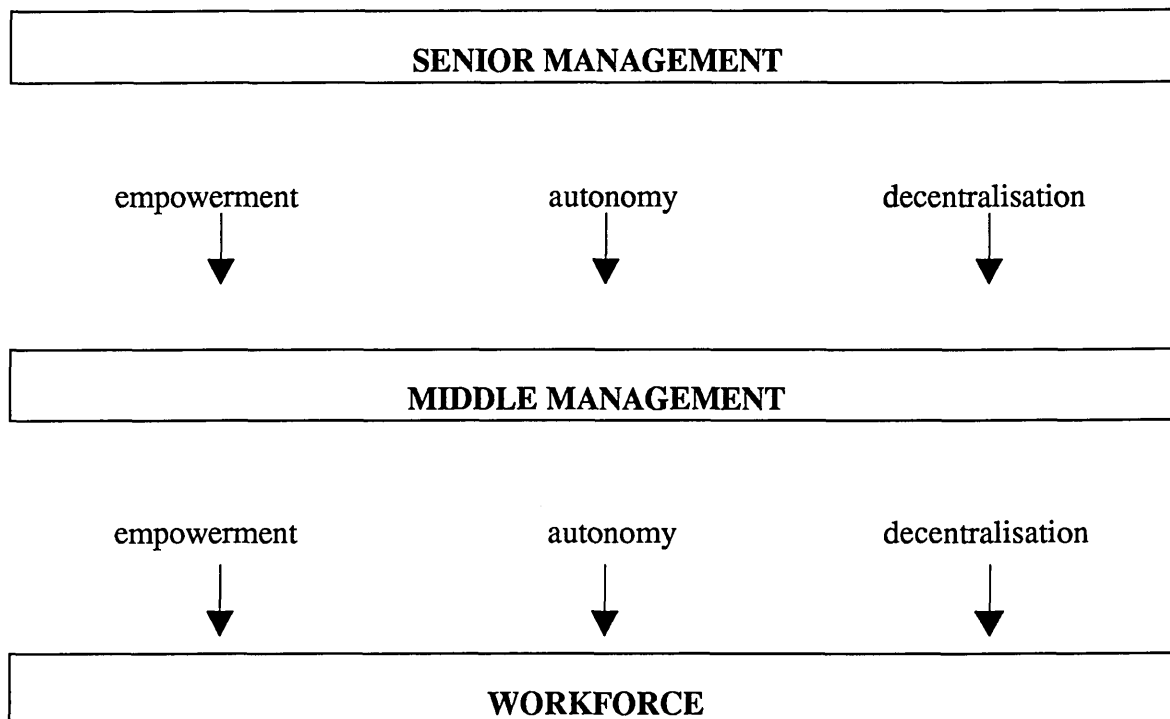 SENIOR MANAGEMENT
empowerment autonomy decentralisation
MIDDLE MANAGEMENT
empowerment autonomy decentralisation
WORKFORCE